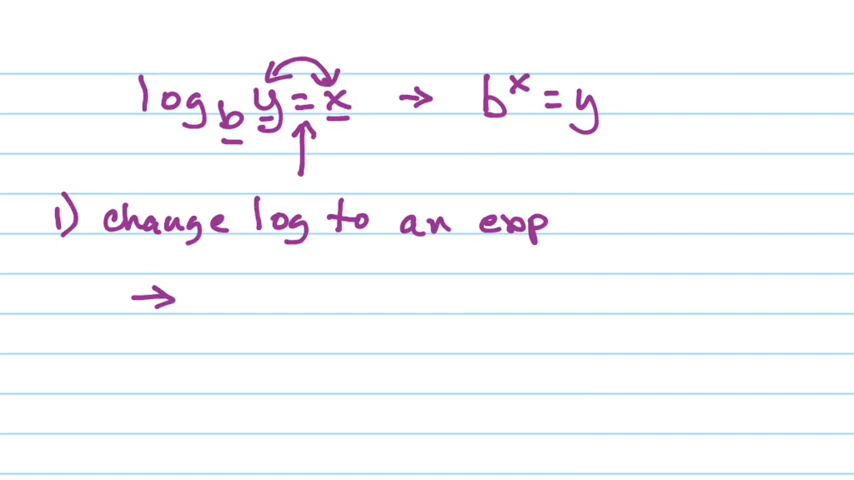 log_b y = x → b^x = y
1) change log to an exp
→